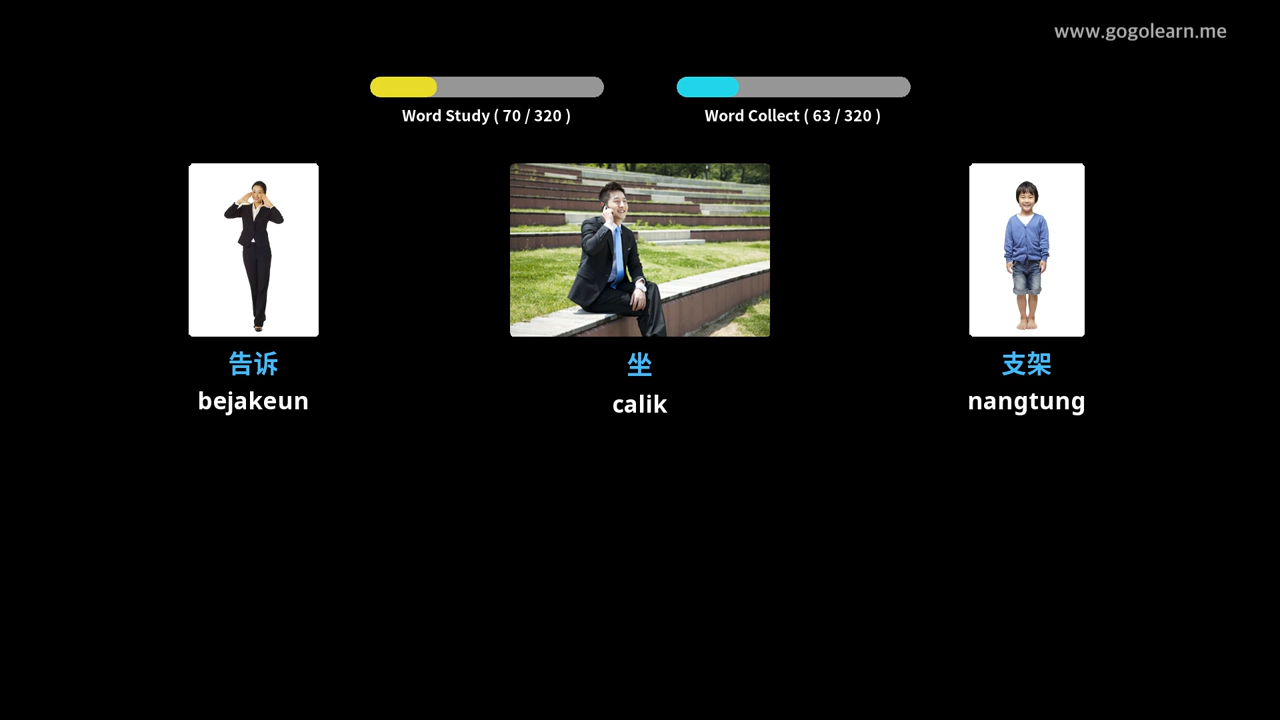 www.gogolearn.me
Word Study ( 70 / 320 )
Word Collect ( 63 / 320 )
告诉
坐
支架
bejakeun
calik
nangtung